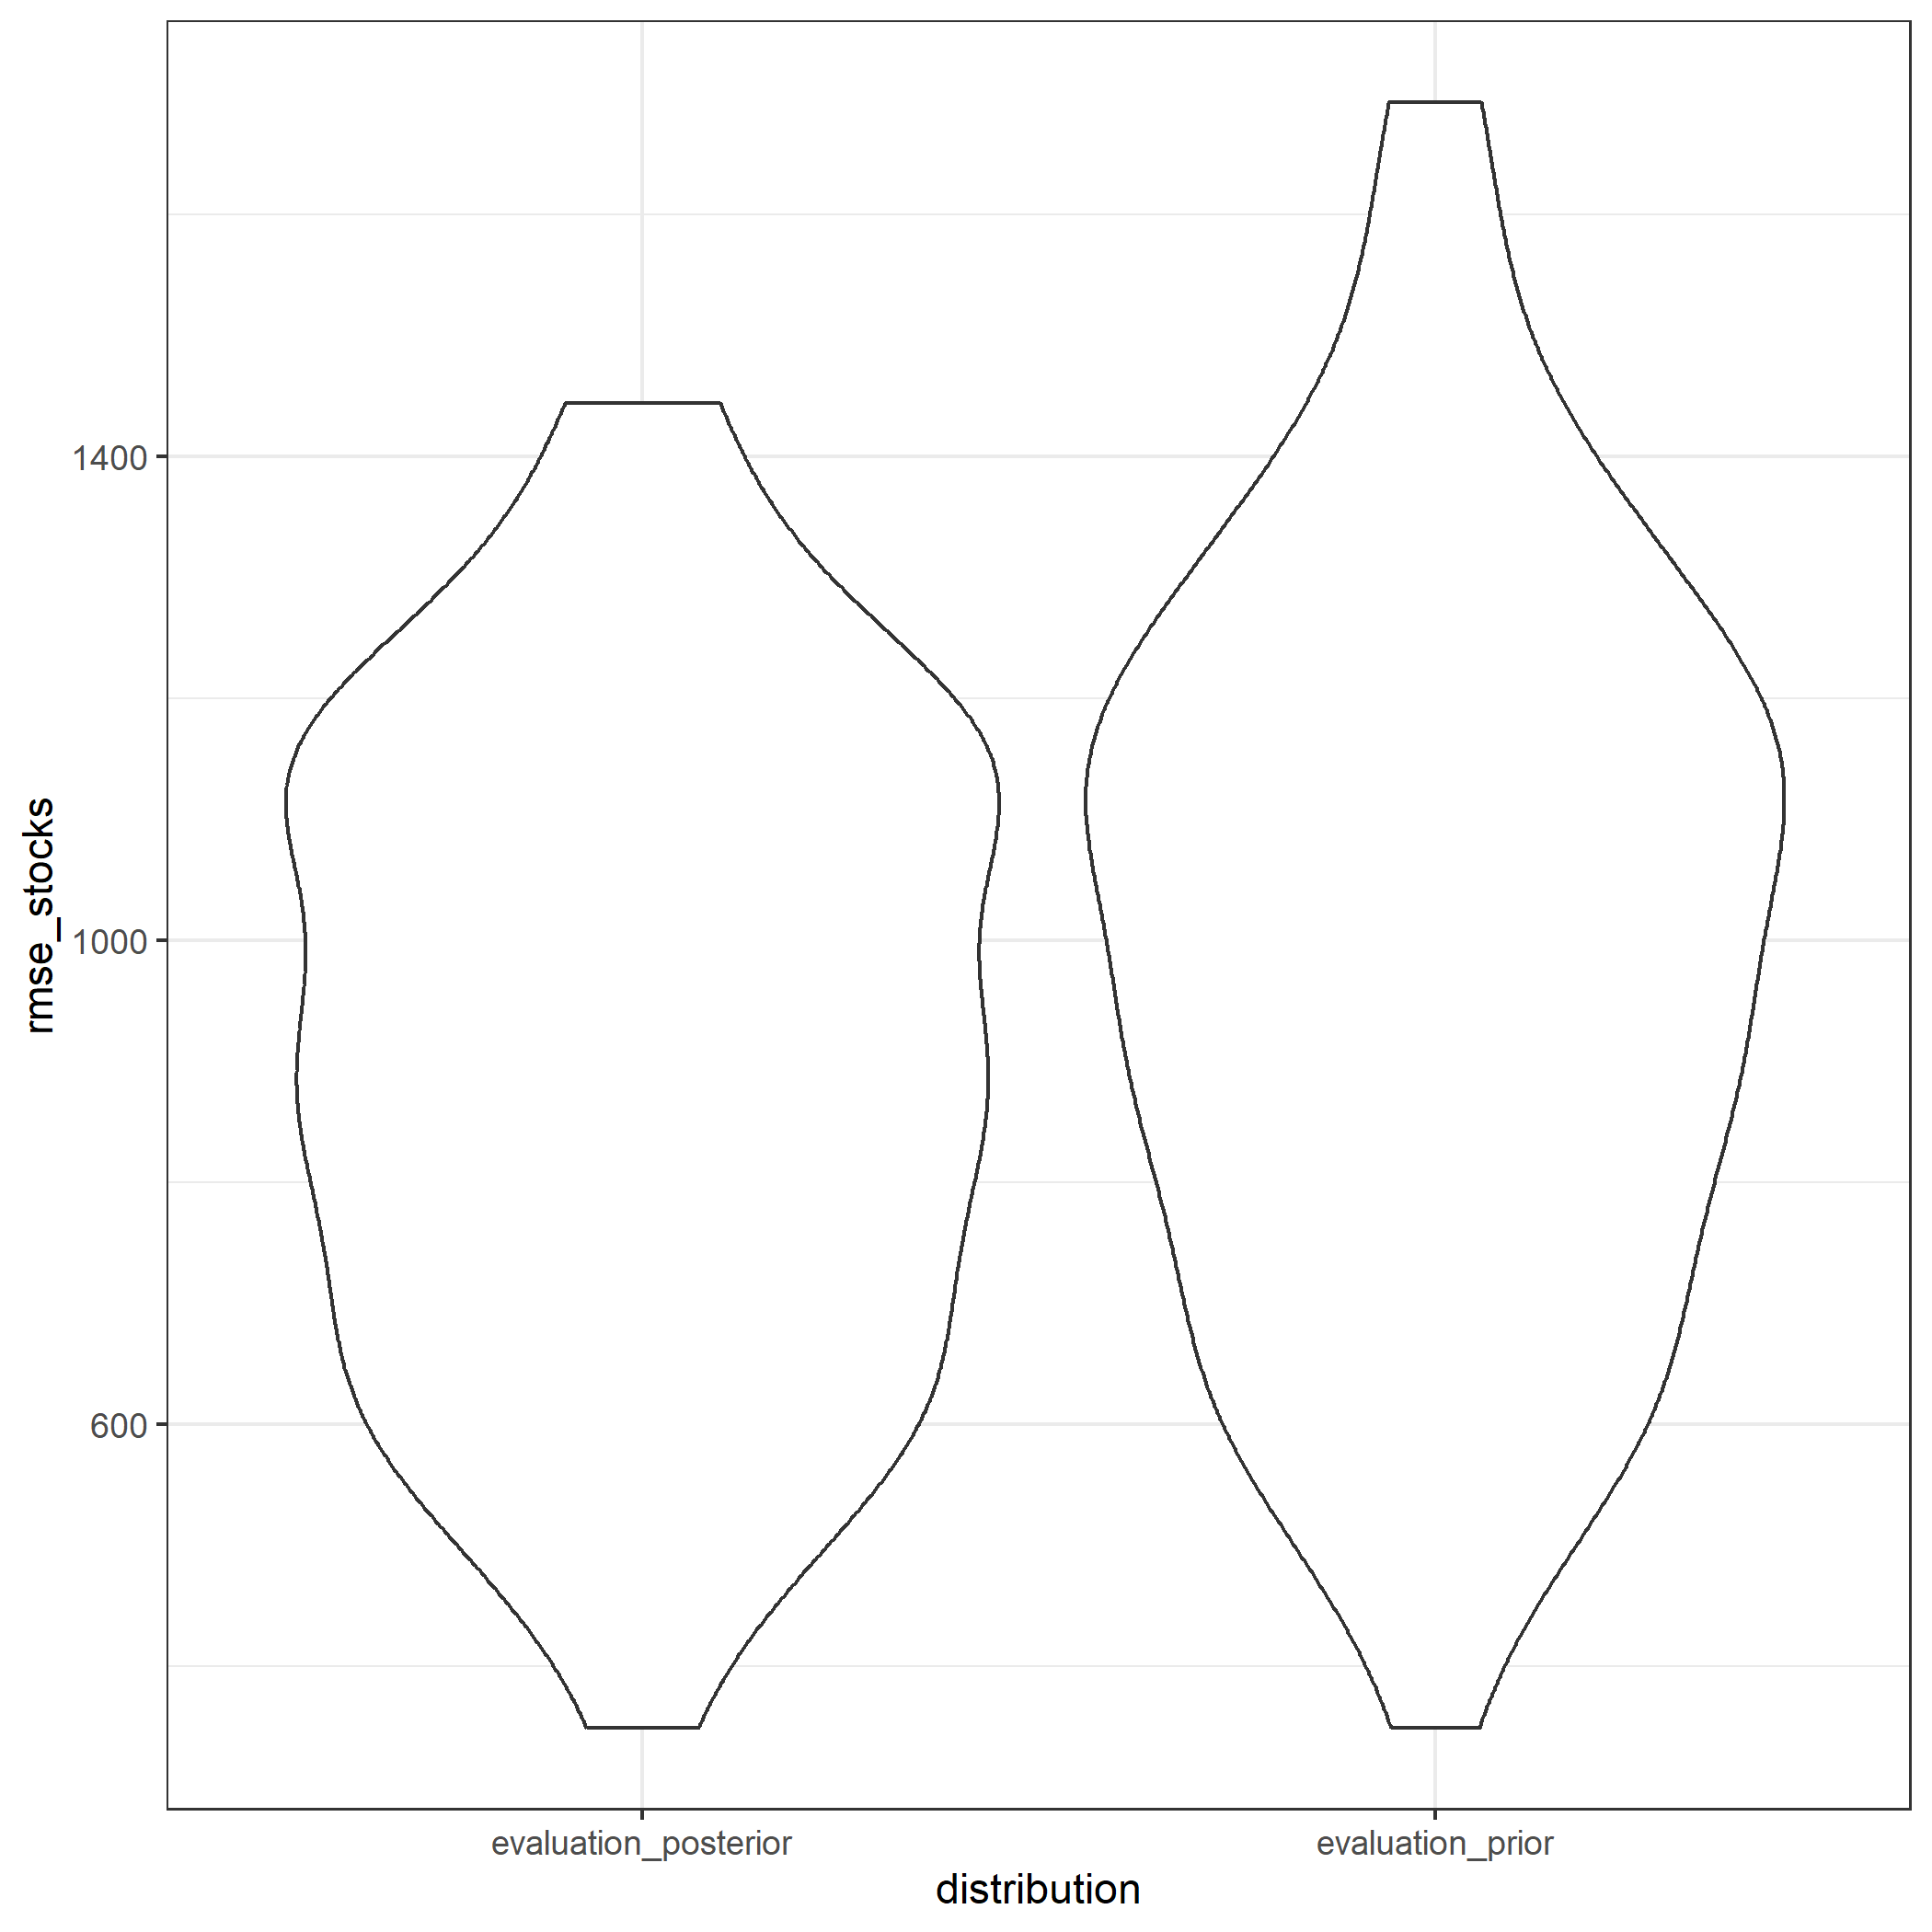 rmse_stocks
1400
1000
600
evaluation_posterior
evaluation_prior
distribution